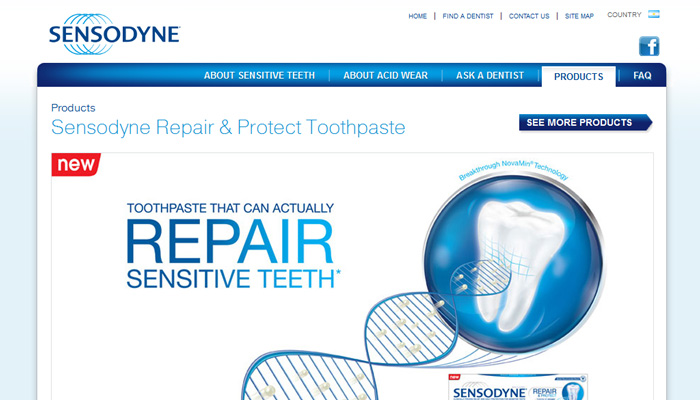 SENSODYNE
HOME | FIND A DENTIST | CONTACT US | SITE MAP COUNTRY
ABOUT SENSITIVE TEETH | ABOUT ACID WEAR | ASK A DENTIST | PRODUCTS | FAQ
Products
Sensodyne Repair & Protect Toothpaste
SEE MORE PRODUCTS
new
Breakthrough NovaMin® Technology
TOOTHPASTE THAT CAN ACTUALLY
REPAIR
SENSITIVE TEETH*
new
SENSODYNE
REPAIR
& PROTECT